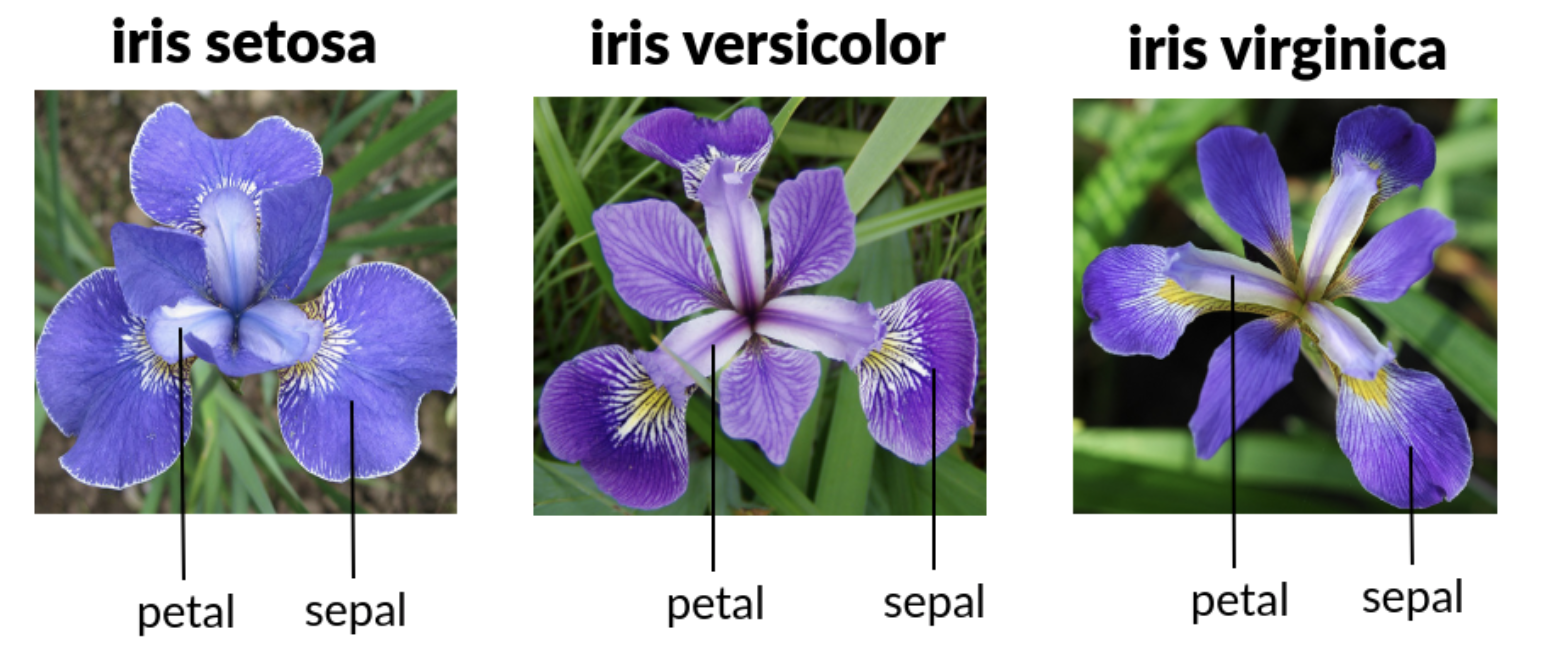 iris setosa
iris versicolor
iris virginica
petal
sepal
petal
sepal
petal
sepal